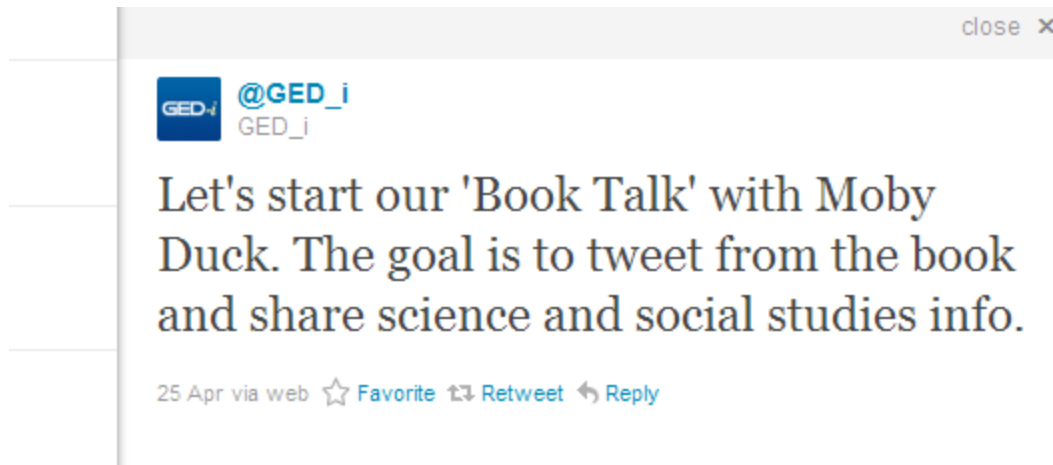 close ×
GED-i
@GED_i
GED_i
Let's start our 'Book Talk' with Moby
Duck. The goal is to tweet from the book
and share science and social studies info.
25 Apr via web Favorite Retweet Reply